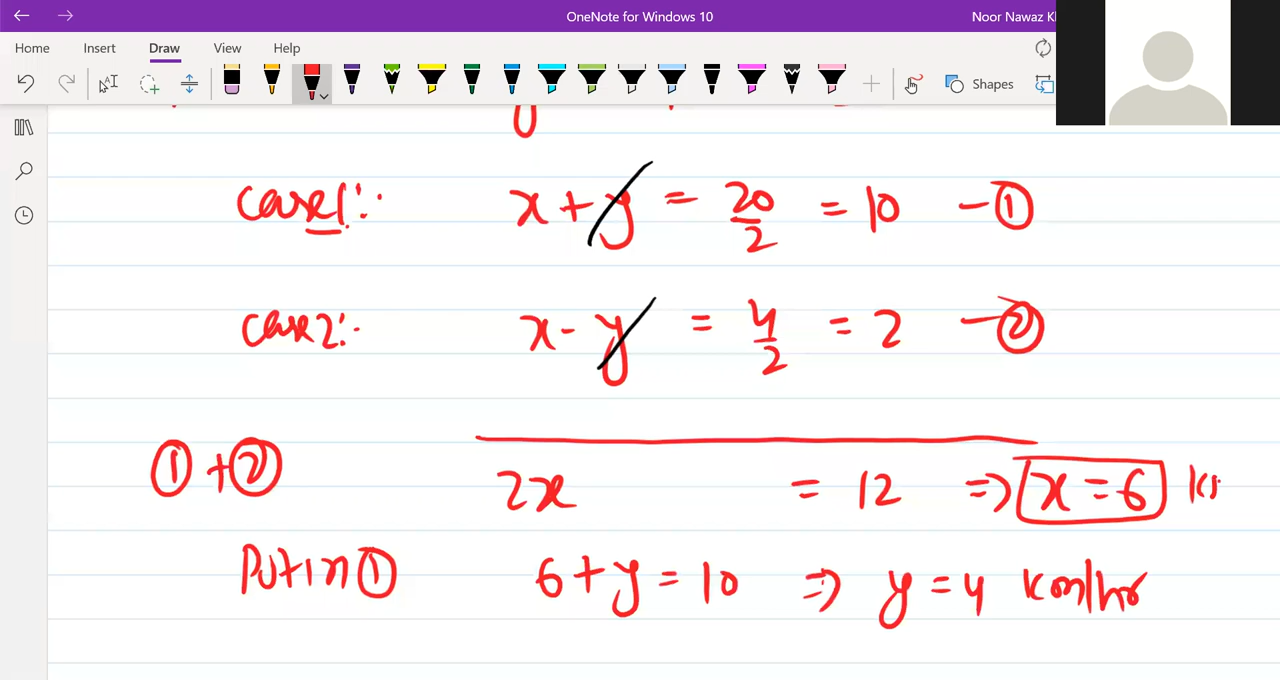 OneNote for Windows 10
Noor Nawaz
Home Insert Draw View Help
Shapes
Case1:. x + y = 20/2 = 10 - ①
Case2:. x - y = 4/2 = 2 - ②
① + ② 2x = 12 => x = 6
Put in ① 6 + y = 10 => y = 4 km/hr